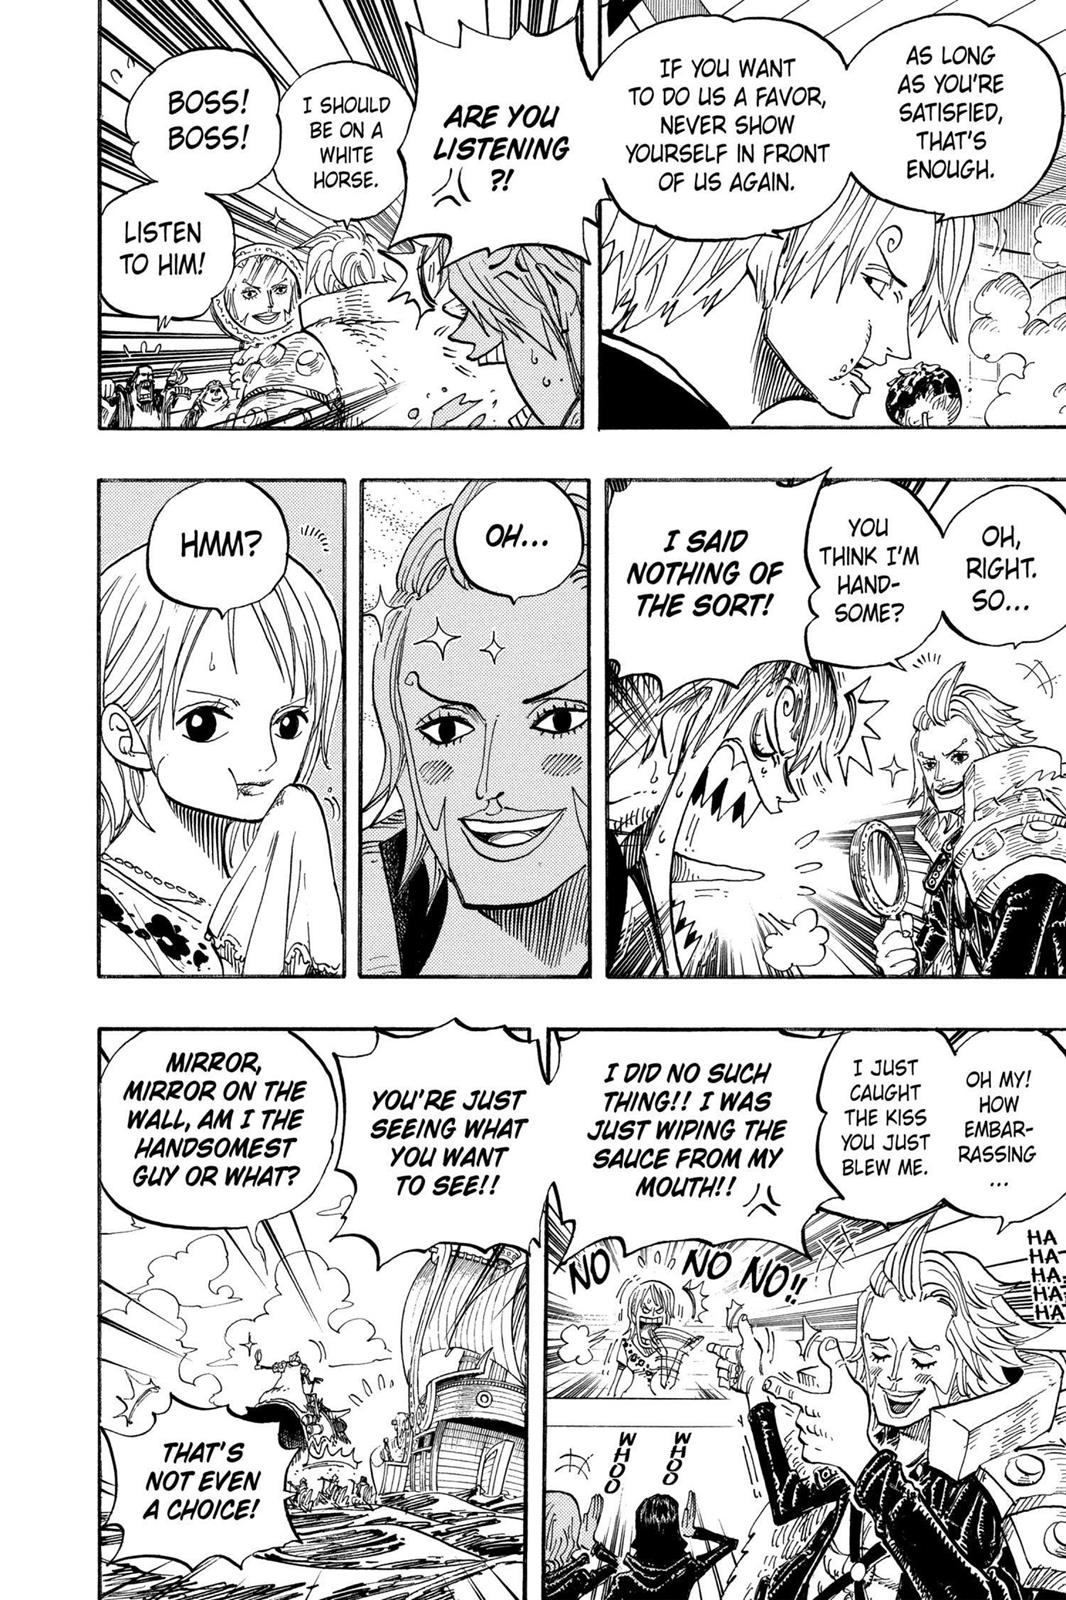 AS LONG
AS YOU'RE
SATISFIED,
THAT'S
ENOUGH.
IF YOU WANT
TO DO US A FAVOR,
NEVER SHOW
YOURSELF IN FRONT
OF US AGAIN.
ARE YOU
LISTENING
?!
I SHOULD
BE ON A
WHITE
HORSE.
BOSS!
BOSS!
LISTEN
TO HIM!
OH,
RIGHT.
SO...
YOU
THINK I'M
HAND-
SOME?
I SAID
NOTHING OF
THE SORT!
OH...
HMM?
OH MY!
HOW
EMBAR-
RASSING
...
I JUST
CAUGHT
THE KISS
YOU JUST
BLEW ME.
I DID NO SUCH
THING!! I WAS
JUST WIPING THE
SAUCE FROM MY
MOUTH!!
HA
HA
HA
HA
HA
NO
NO NO!!
WHOO
WHOO
YOU'RE JUST
SEEING WHAT
YOU WANT
TO SEE!!
MIRROR,
MIRROR ON THE
WALL, AM I THE
HANDSOMEST
GUY OR WHAT?
THAT'S
NOT EVEN
A CHOICE!